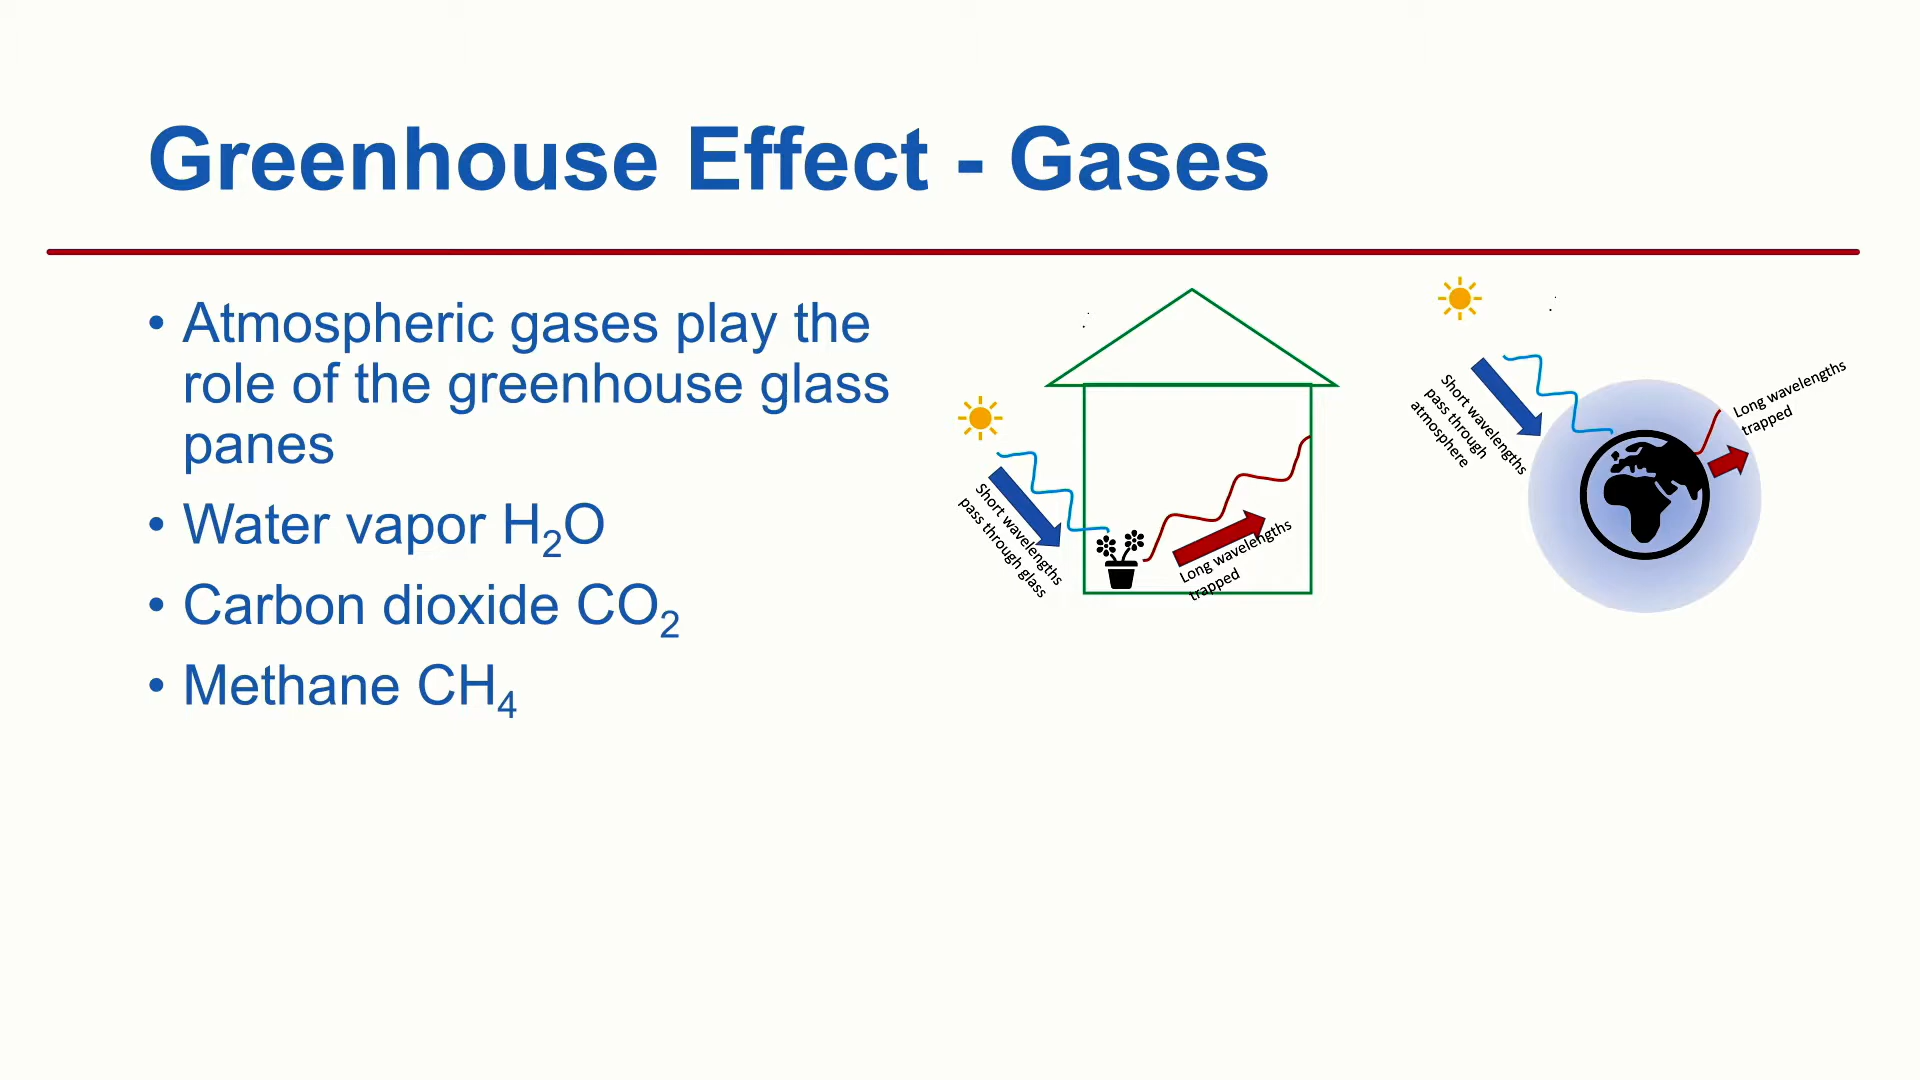 Greenhouse Effect - Gases
• Atmospheric gases play the
role of the greenhouse glass
panes
• Water vapor H₂O
• Carbon dioxide CO₂
• Methane CH₄
Short wavelengths
pass through glass
Long wavelengths
trapped
Short wavelengths
pass through
atmosphere
Long wavelengths
trapped